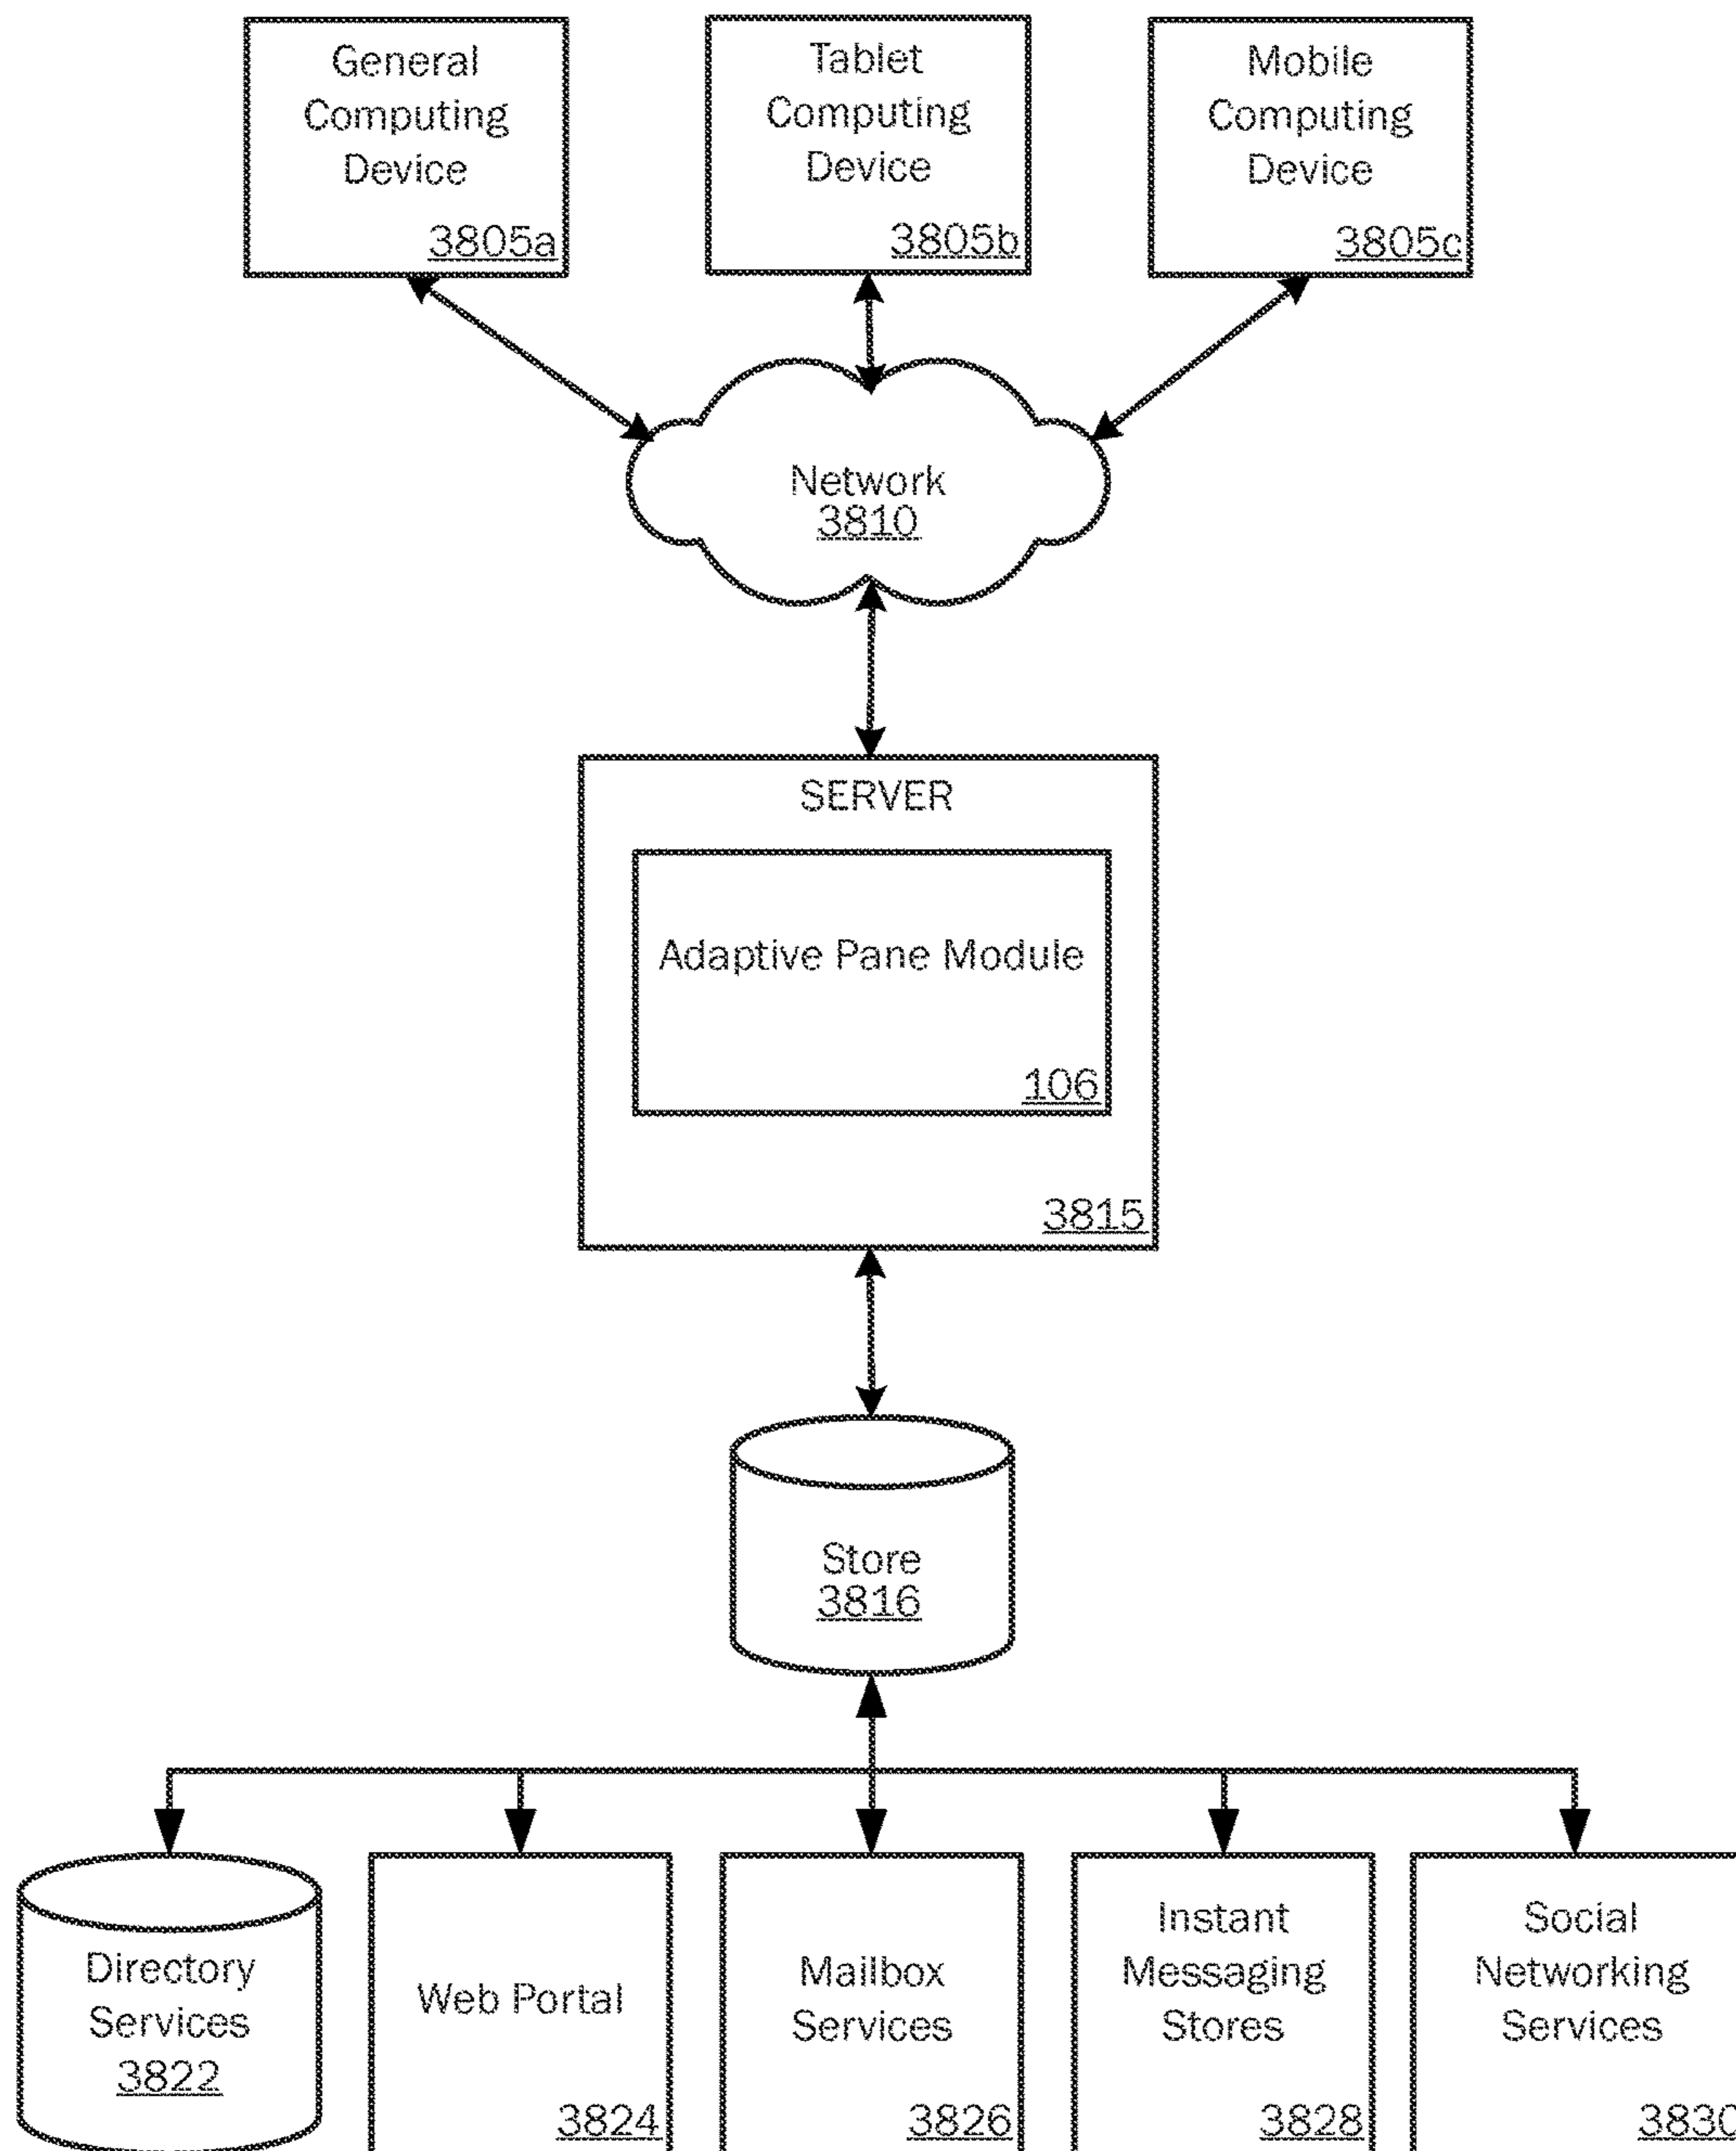 General
Computing
Device
3805a
Tablet
Computing
Device
3805b
Mobile
Computing
Device
3805c
Network
3810
SERVER
Adaptive Pane Module
106
3815
Store
3816
Directory
Services
3822
Web Portal
3824
Mailbox
Services
3826
Instant
Messaging
Stores
3828
Social
Networking
Services
3830